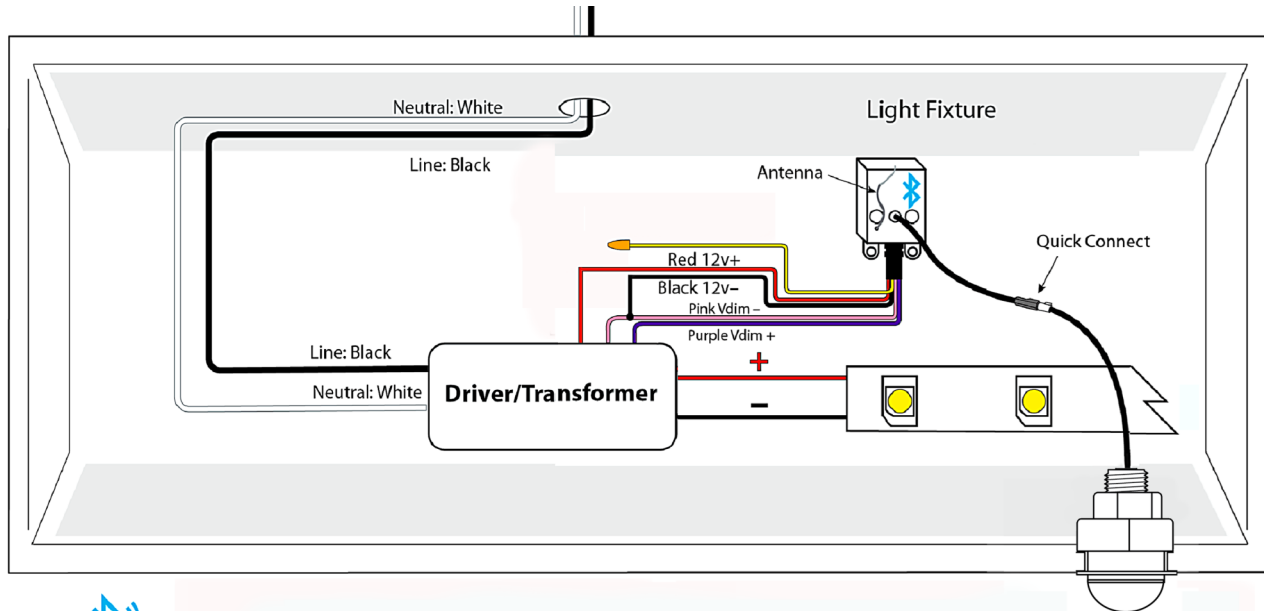 Neutral: White
Light Fixture
Line: Black
Antenna
Quick Connect
Red 12v+
Black 12v–
Pink Vdim –
Purple Vdim +
Line: Black
+
Neutral: White
Driver/Transformer
–